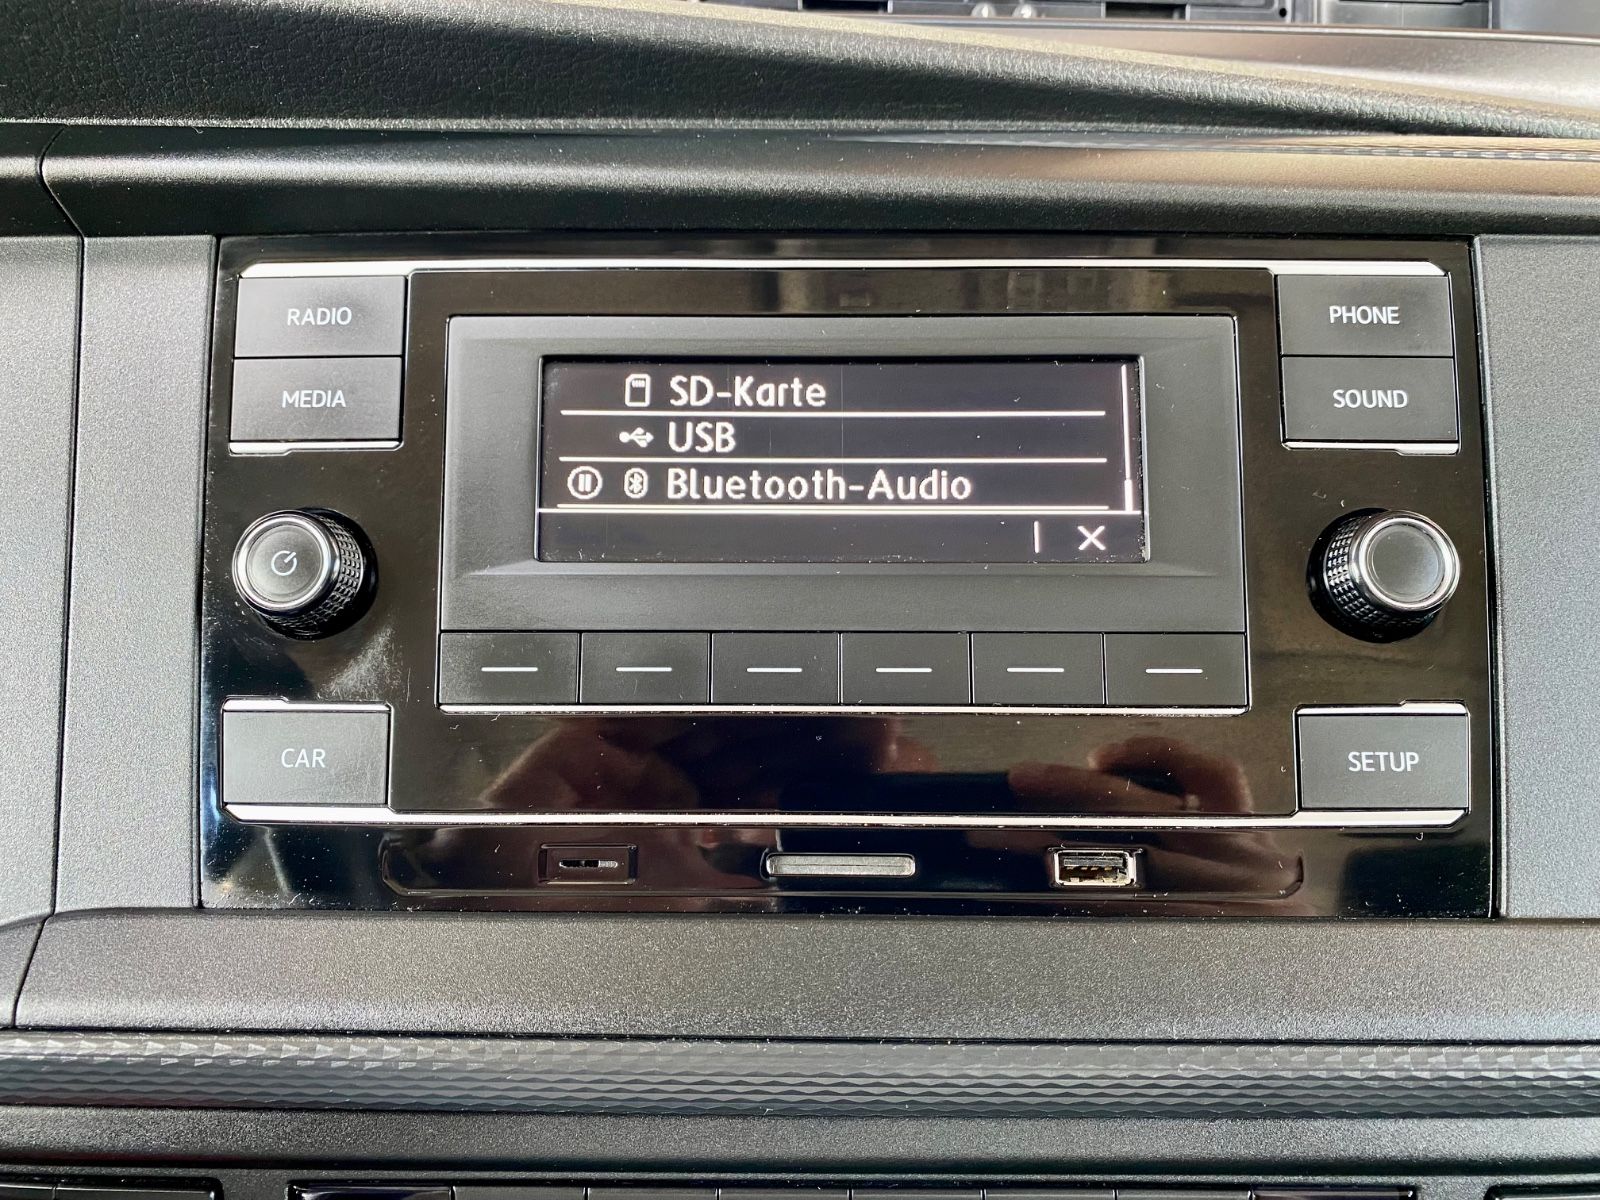 RADIO
MEDIA
SD-Karte
USB
Bluetooth-Audio
PHONE
SOUND
CAR
SETUP